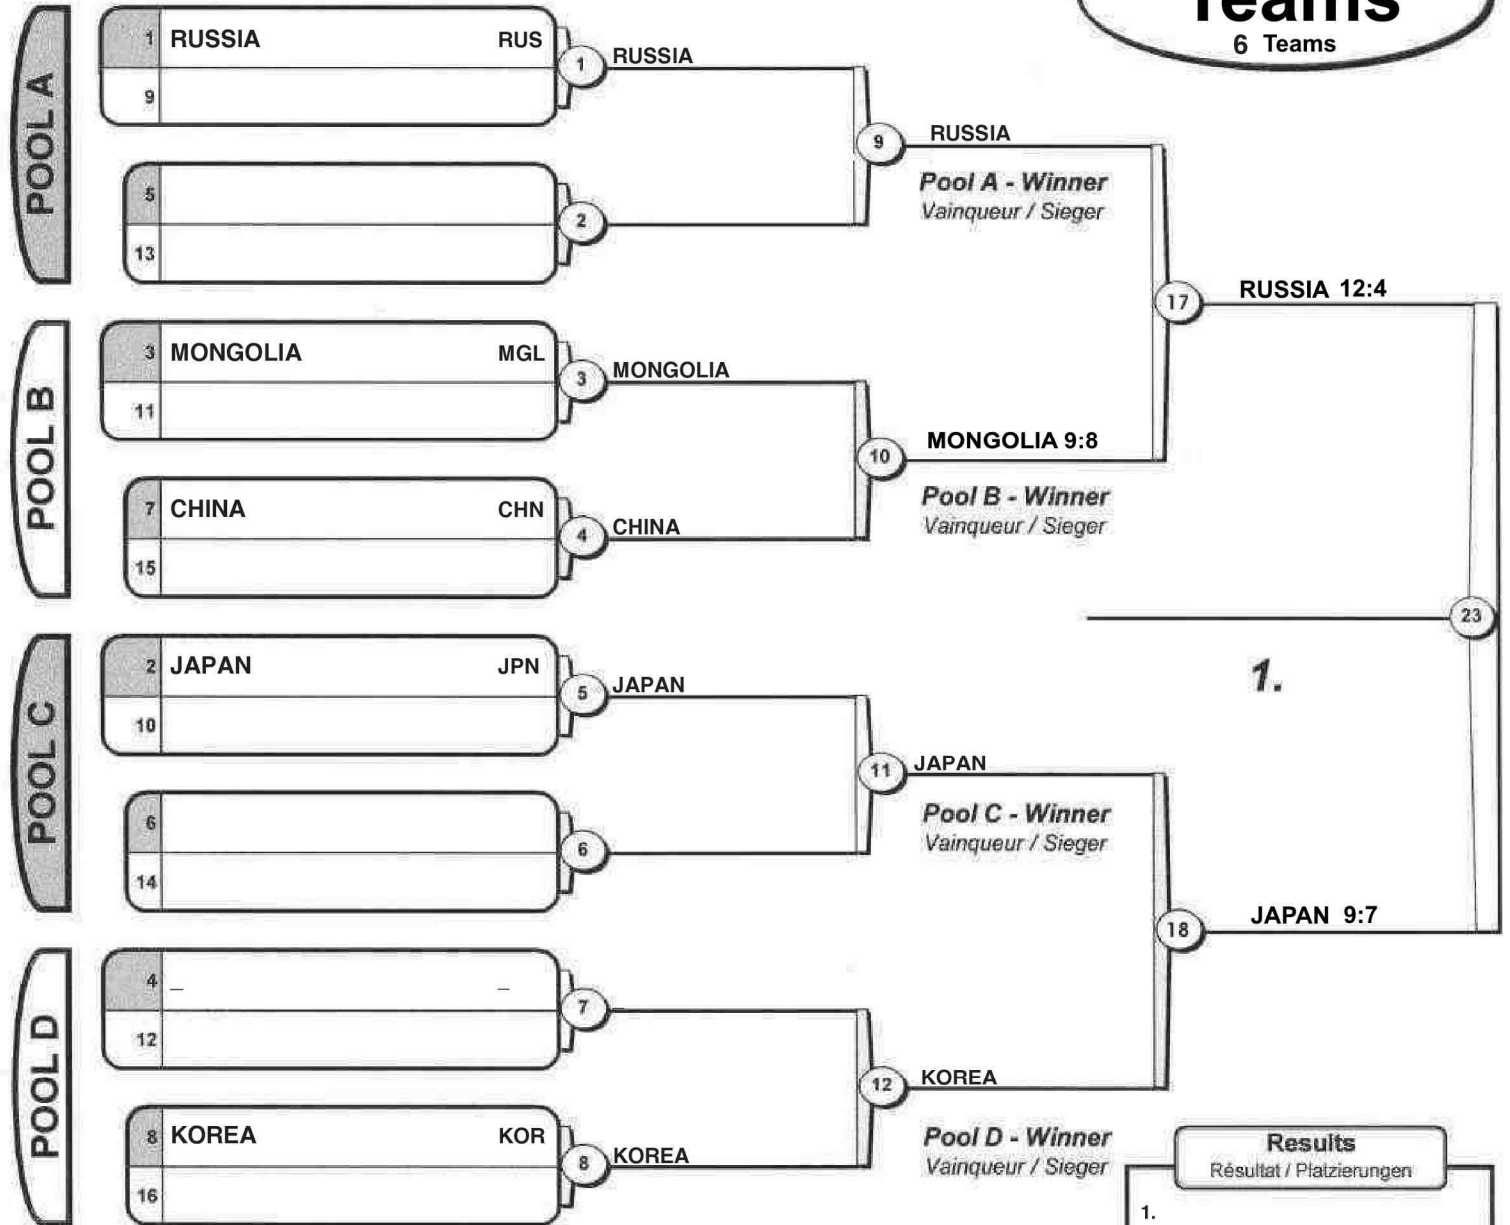 Teams
6 Teams
POOL A
1 RUSSIA RUS
9
1 RUSSIA
5
13
2
9 RUSSIA
Pool A - Winner
Vainqueur / Sieger
POOL B
3 MONGOLIA MGL
11
3 MONGOLIA
7 CHINA CHN
15
4 CHINA
10 MONGOLIA 9:8
Pool B - Winner
Vainqueur / Sieger
17 RUSSIA 12:4
23
1.
POOL C
2 JAPAN JPN
10
5 JAPAN
6
14
6
11 JAPAN
Pool C - Winner
Vainqueur / Sieger
18 JAPAN 9:7
POOL D
4 _ _
12
7
8 KOREA KOR
16
8 KOREA
12 KOREA
Pool D - Winner
Vainqueur / Sieger
Results
Résultat / Platzierungen
1.